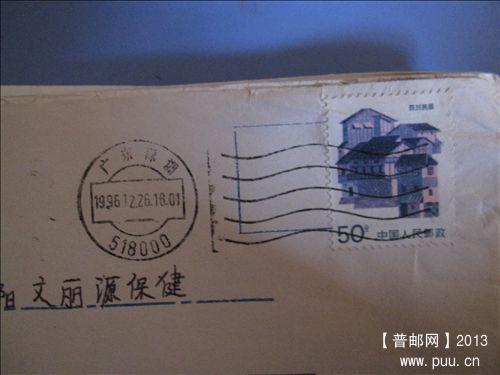 四川民居
广东深圳
1996.12.26.18.01
518000
50分
中国人民邮政
阳文丽源保健
【普邮网】2013
www.puu.cn